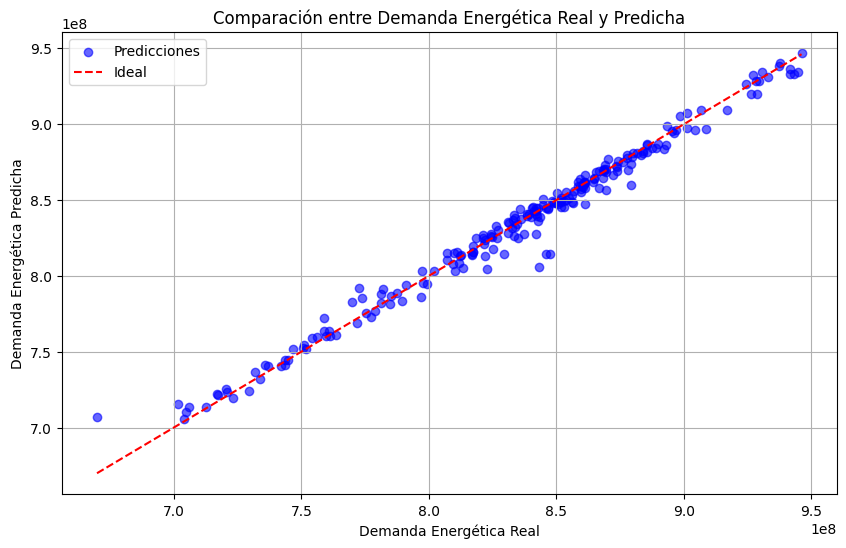 Comparación entre Demanda Energética Real y Predicha
1e8
Predicciones
Ideal
9.5
9.0
8.5
8.0
7.5
7.0
Demanda Energética Predicha
7.0 7.5 8.0 8.5 9.0 9.5
1e8
Demanda Energética Real